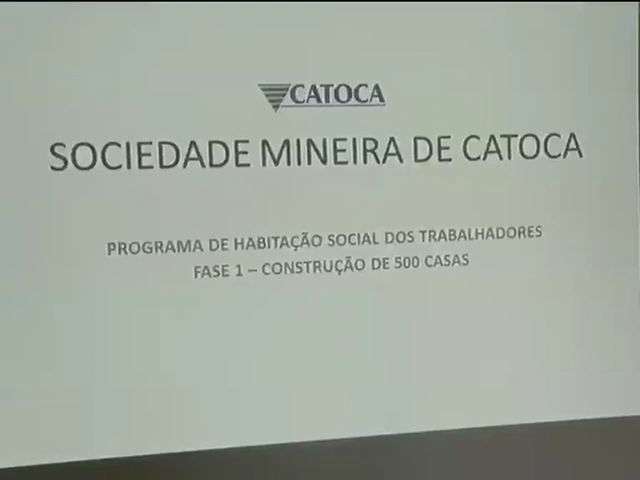 CATOCA
SOCIEDADE MINEIRA DE CATOCA
PROGRAMA DE HABITAÇÃO SOCIAL DOS TRABALHADORES
FASE 1 – CONSTRUÇÃO DE 500 CASAS